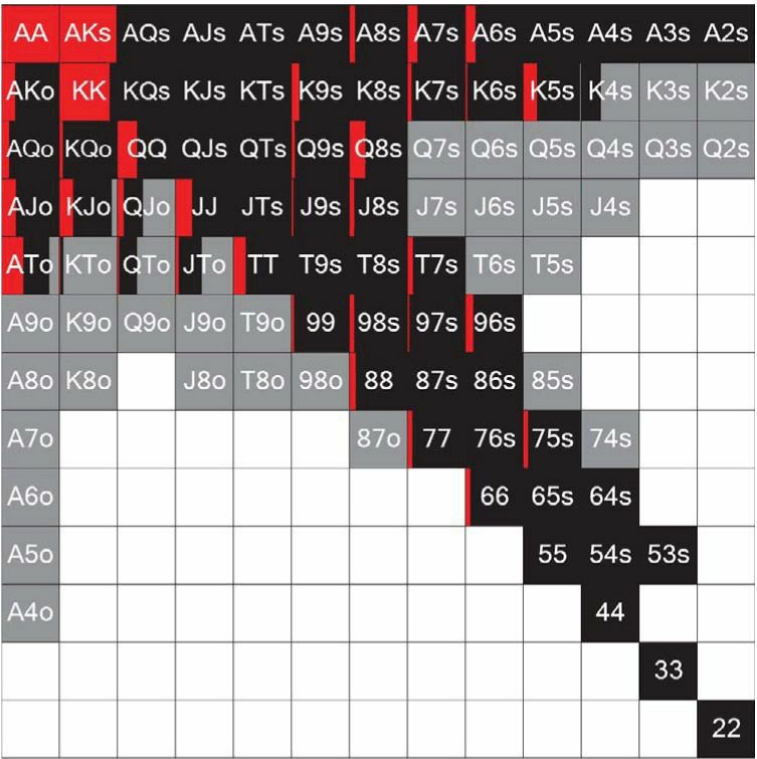 AA AKs AQs AJs ATs A9s A8s A7s A6s A5s A4s A3s A2s
AKo KK KQs KJs KTs K9s K8s K7s K6s K5s K4s K3s K2s
AQo KQo QQ QJs QTs Q9s Q8s Q7s Q6s Q5s Q4s Q3s Q2s
AJo KJo QJo JJ JTs J9s J8s J7s J6s J5s J4s
ATo KTo QTo JTo TT T9s T8s T7s T6s T5s
A9o K9o Q9o J9o T9o 99 98s 97s 96s
A8o K8o J8o T8o 98o 88 87s 86s 85s
A7o 87o 77 76s 75s 74s
A6o 66 65s 64s
A5o 55 54s 53s
A4o 44
33
22